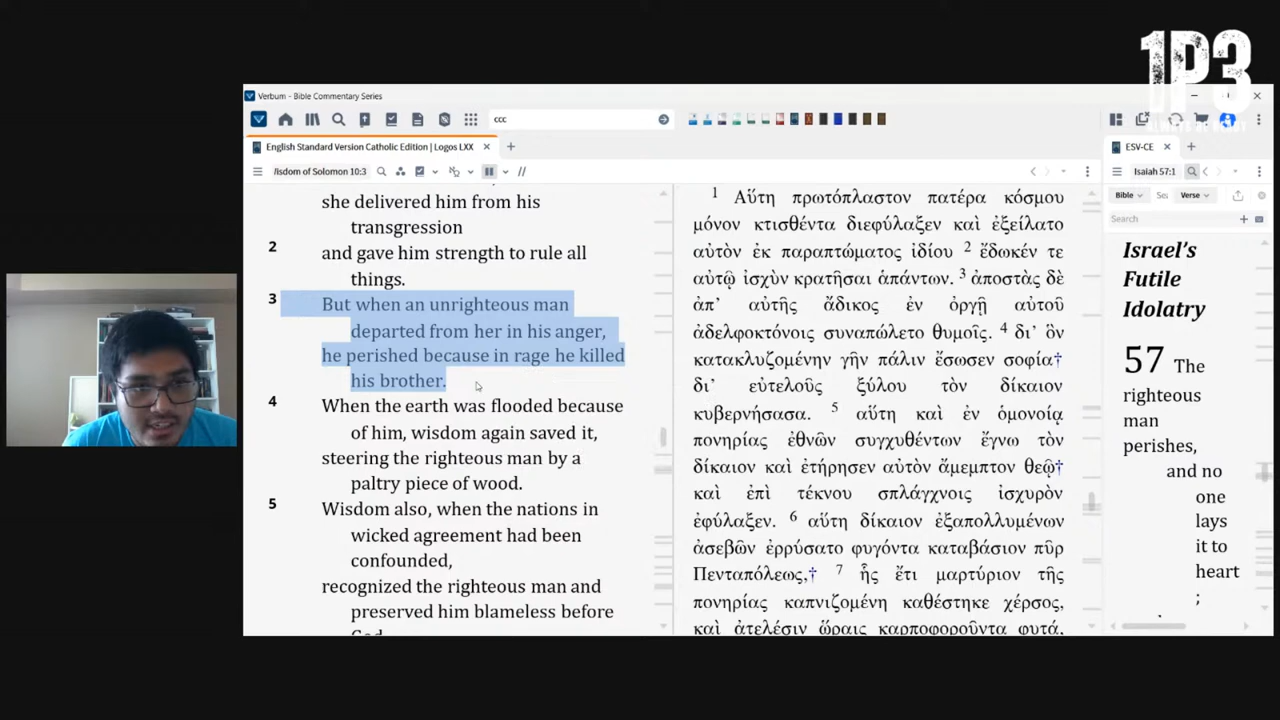 1P3
ALWAYS BE READY
Verbum - Bible Commentary Series
ccc
English Standard Version Catholic Edition | Logos LXX
ESV-CE
/isdom of Solomon 10:3
Isaiah 57:1
Bible
Verse
Search
she delivered him from his
transgression
2 and gave him strength to rule all
things.
3 But when an unrighteous man
departed from her in his anger,
he perished because in rage he killed
his brother.
4 When the earth was flooded because
of him, wisdom again saved it,
steering the righteous man by a
paltry piece of wood.
5 Wisdom also, when the nations in
wicked agreement had been
confounded,
recognized the righteous man and
preserved him blameless before
God
1 Αὕτη πρωτόπλαστον πατέρα κόσμου
μόνον κτισθέντα διεφύλαξεν καὶ ἐξείλατο
αὐτὸν ἐκ παραπτώματος ἰδίου 2 ἔδωκέν τε
αὐτῷ ἰσχὺν κρατῆσαι ἁπάντων. 3 ἀποστὰς δὲ
ἀπ’ αὐτῆς ἄδικος ἐν ὀργῇ αὐτοῦ
ἀδελφοκτόνοις συναπώλετο θυμοῖς. 4 δι’ ὃν
κατακλυζομένην γῆν πάλιν ἔσωσεν σοφία†
δι’ εὐτελοῦς ξύλου τὸν δίκαιον
κυβερνήσασα. 5 αὕτη καὶ ἐν ὁμονοίᾳ
πονηρίας ἐθνῶν συγχυθέντων ἔγνω τὸν
δίκαιον καὶ ἐτήρησεν αὐτὸν ἄμεμπτον θεῷ†
καὶ ἐπὶ τέκνου σπλάγχνοις ἰσχυρὸν
ἐφύλαξεν. 6 αὕτη δίκαιον ἐξαπολλυμένων
ἀσεβῶν ἐρρύσατο φυγόντα καταβάσιον πῦρ
Πενταπόλεως,† 7 ἧς ἔτι μαρτύριον τῆς
πονηρίας καπνιζομένη καθέστηκε χέρσος,
καὶ ἀτελέσιν ὥραις καρποφοροῦντα φυτά,
Israel’s
Futile
Idolatry
57 The
righteous
man
perishes,
and no
one
lays
it to
heart
;